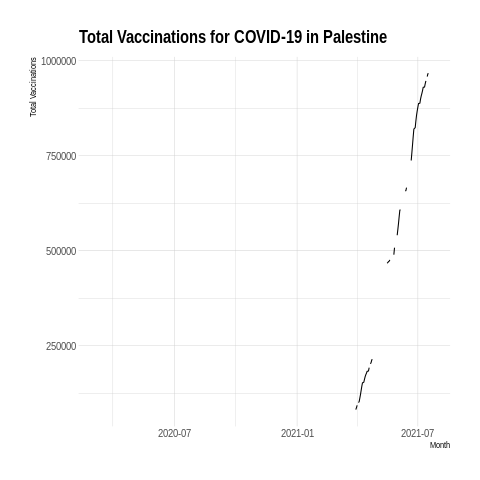 Total Vaccinations for COVID-19 in Palestine
Total Vaccinations
1000000
750000
500000
250000
2020-07
2021-01
2021-07
Month